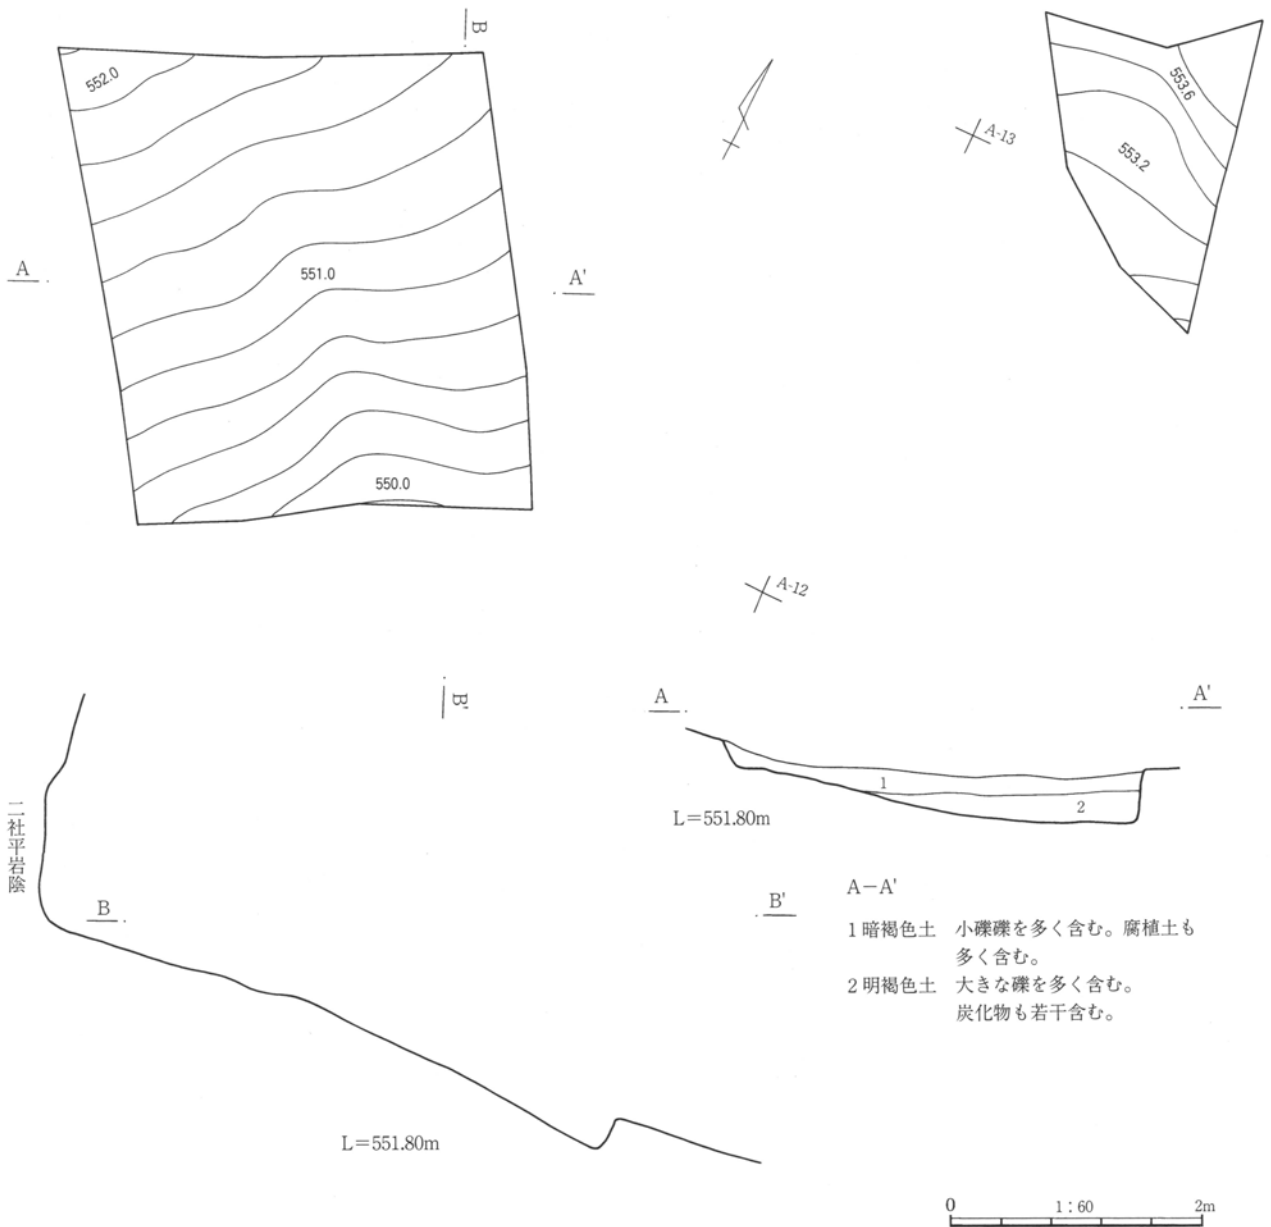 B
552.0
553.6
A-13
553.2
A
551.0
A'
550.0
A-12
B'
A
A'
1
2
L=551.80m
二社平岩陰
B
B'
A-A'
1 暗褐色土 小礫礫を多く含む。腐植土も
多く含む。
2 明褐色土 大きな礫を多く含む。
炭化物も若干含む。
L=551.80m
0 1:60 2m